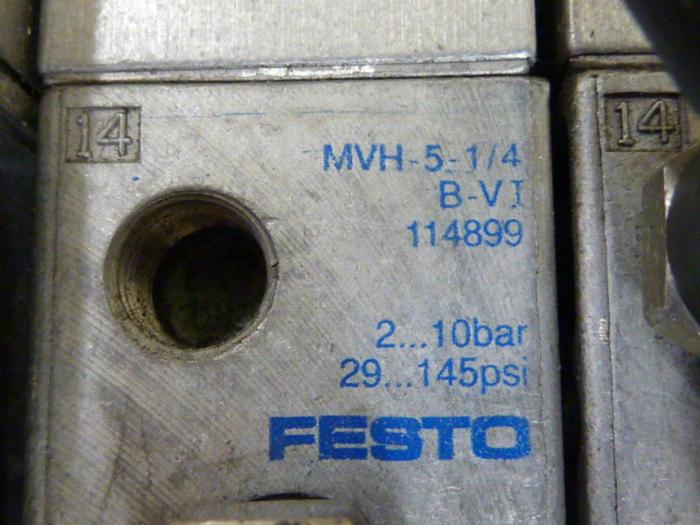 14
MVH-5-1/4
B-VI
114899
2...10bar
29...145psi
FESTO
14